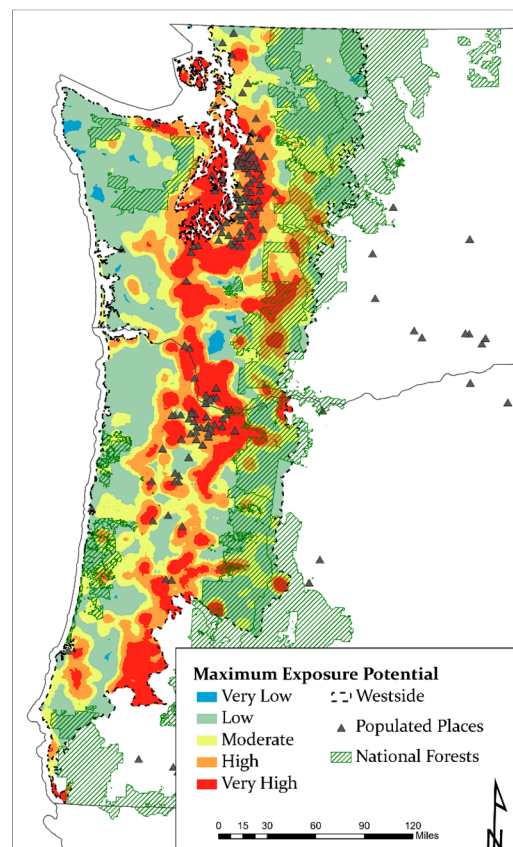 Maximum Exposure Potential
Very Low
Westside
Low
Populated Places
Moderate
National Forests
High
Very High
0 15 30 60 90 120
Miles
N